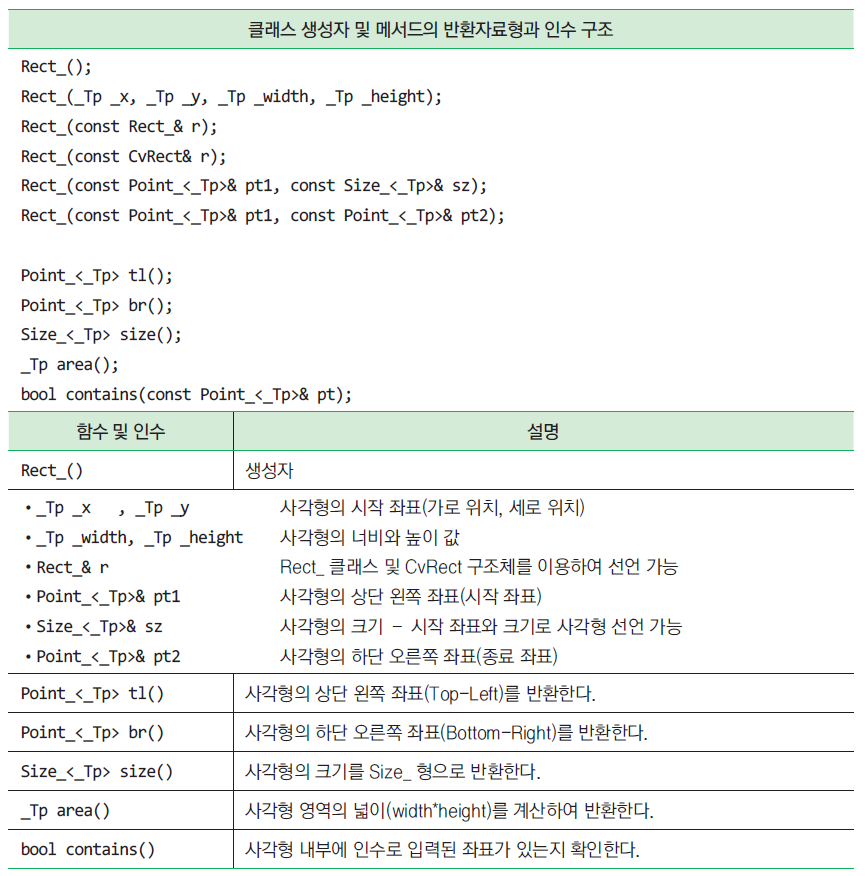 클래스 생성자 및 메서드의 반환자료형과 인수 구조
Rect_();
Rect_(_Tp _x, _Tp _y, _Tp _width, _Tp _height);
Rect_(const Rect_& r);
Rect_(const CvRect& r);
Rect_(const Point_<_Tp>& pt1, const Size_<_Tp>& sz);
Rect_(const Point_<_Tp>& pt1, const Point_<_Tp>& pt2);
Point_<_Tp> tl();
Point_<_Tp> br();
Size_<_Tp> size();
_Tp area();
bool contains(const Point_<_Tp>& pt);
함수 및 인수 설명
Rect_() 생성자
• _Tp _x , _Tp _y 사각형의 시작 좌표(가로 위치, 세로 위치)
• _Tp _width, _Tp _height 사각형의 너비와 높이 값
• Rect_& r Rect_ 클래스 및 CvRect 구조체를 이용하여 선언 가능
• Point_<_Tp>& pt1 사각형의 상단 왼쪽 좌표(시작 좌표)
• Size_<_Tp>& sz 사각형의 크기 - 시작 좌표와 크기로 사각형 선언 가능
• Point_<_Tp>& pt2 사각형의 하단 오른쪽 좌표(종료 좌표)
Point_<_Tp> tl() 사각형의 상단 왼쪽 좌표(Top-Left)를 반환한다.
Point_<_Tp> br() 사각형의 하단 오른쪽 좌표(Bottom-Right)를 반환한다.
Size_<_Tp> size() 사각형의 크기를 Size_ 형으로 반환한다.
_Tp area() 사각형 영역의 넓이(width*height)를 계산하여 반환한다.
bool contains() 사각형 내부에 인수로 입력된 좌표가 있는지 확인한다.